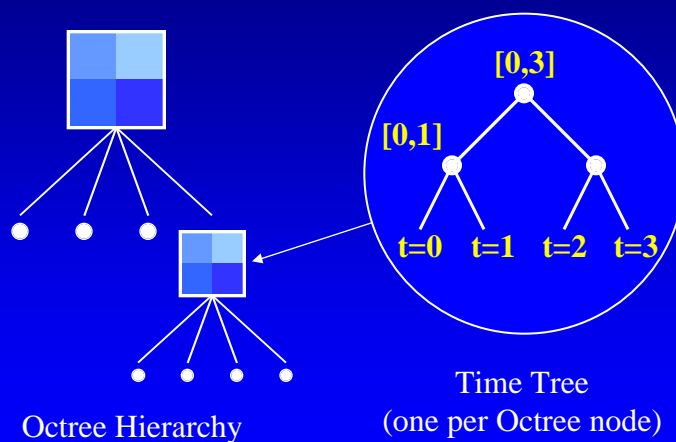 [0,3]
[0,1]
t=0 t=1 t=2 t=3
Time Tree
(one per Octree node)
Octree Hierarchy